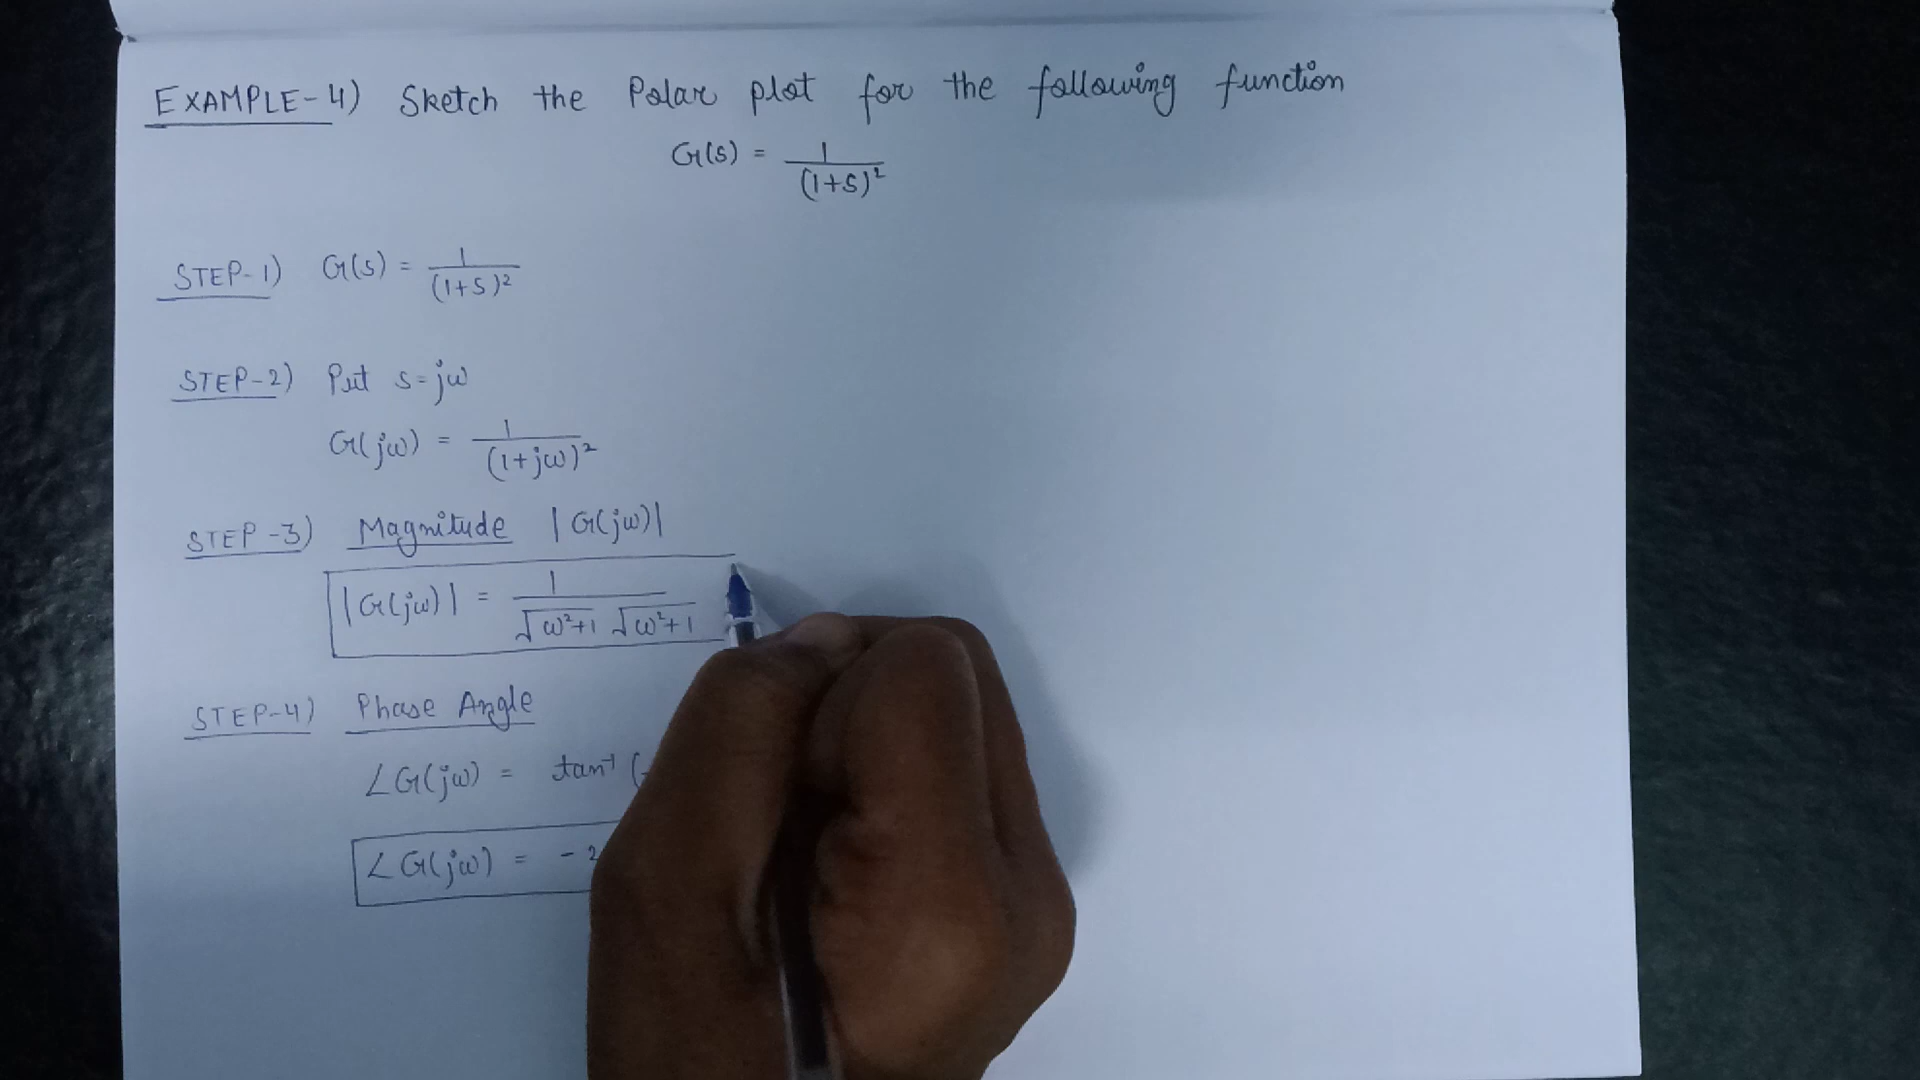 EXAMPLE-4) Sketch the Polar plot for the following function
G(s) = 1/(1+s)²
STEP-1) G(s) = 1/(1+s)²
STEP-2) Put s=jω
G(jω) = 1/(1+jω)²
STEP-3) Magnitude |G(jω)|
|G(jω)| = 1/√ω²+1 √ω²+1
STEP-4) Phase Angle
∠G(jω) = tan⁻¹ (
∠G(jω) = - 2